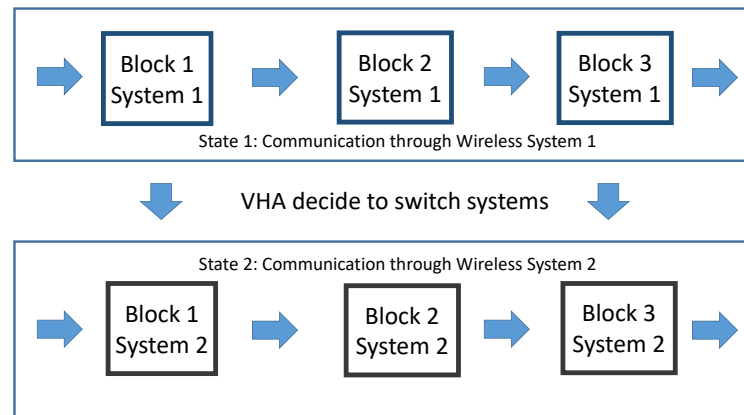 Block 1
System 1
Block 2
System 1
Block 3
System 1
State 1: Communication through Wireless System 1
VHA decide to switch systems
State 2: Communication through Wireless System 2
Block 1
System 2
Block 2
System 2
Block 3
System 2